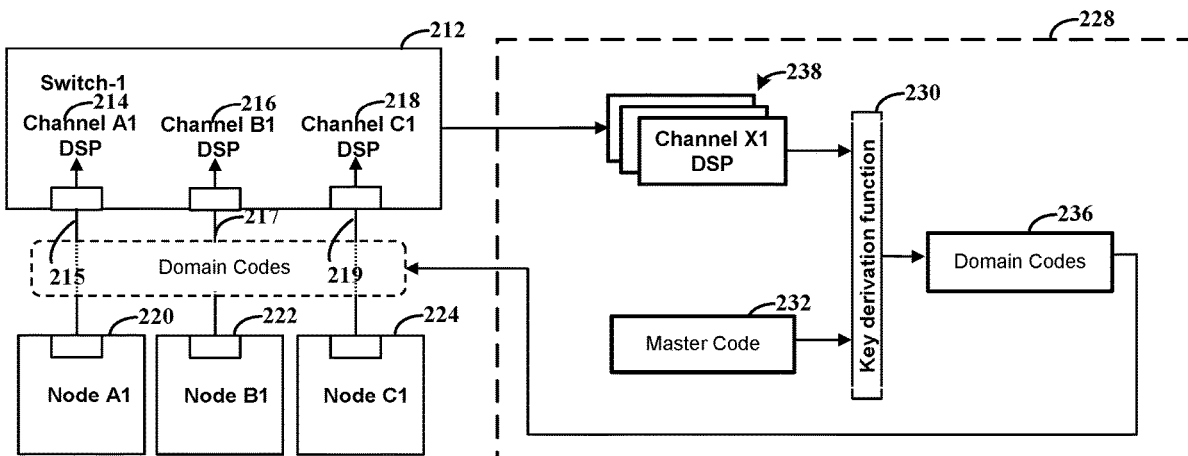 212
228
Switch-1
214
216
218
Channel A1
Channel B1
Channel C1
DSP
DSP
DSP
238
Channel X1
DSP
230
Key derivation function
236
Domain Codes
215
217
219
Domain Codes
232
Master Code
220
222
224
Node A1
Node B1
Node C1